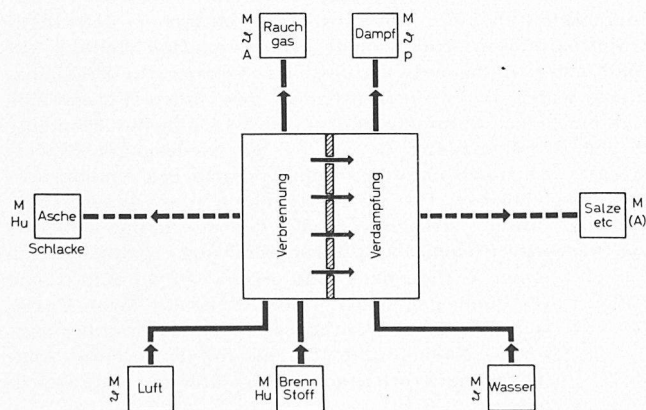 M
ϑ
A
Rauch
gas
Dampf
M
ϑ
p
Verbrennung
Verdampfung
M
Hu
Asche
Schlacke
Salze
etc
M
(A)
M
ϑ
Luft
M
Hu
Brenn
Stoff
M
ϑ
Wasser